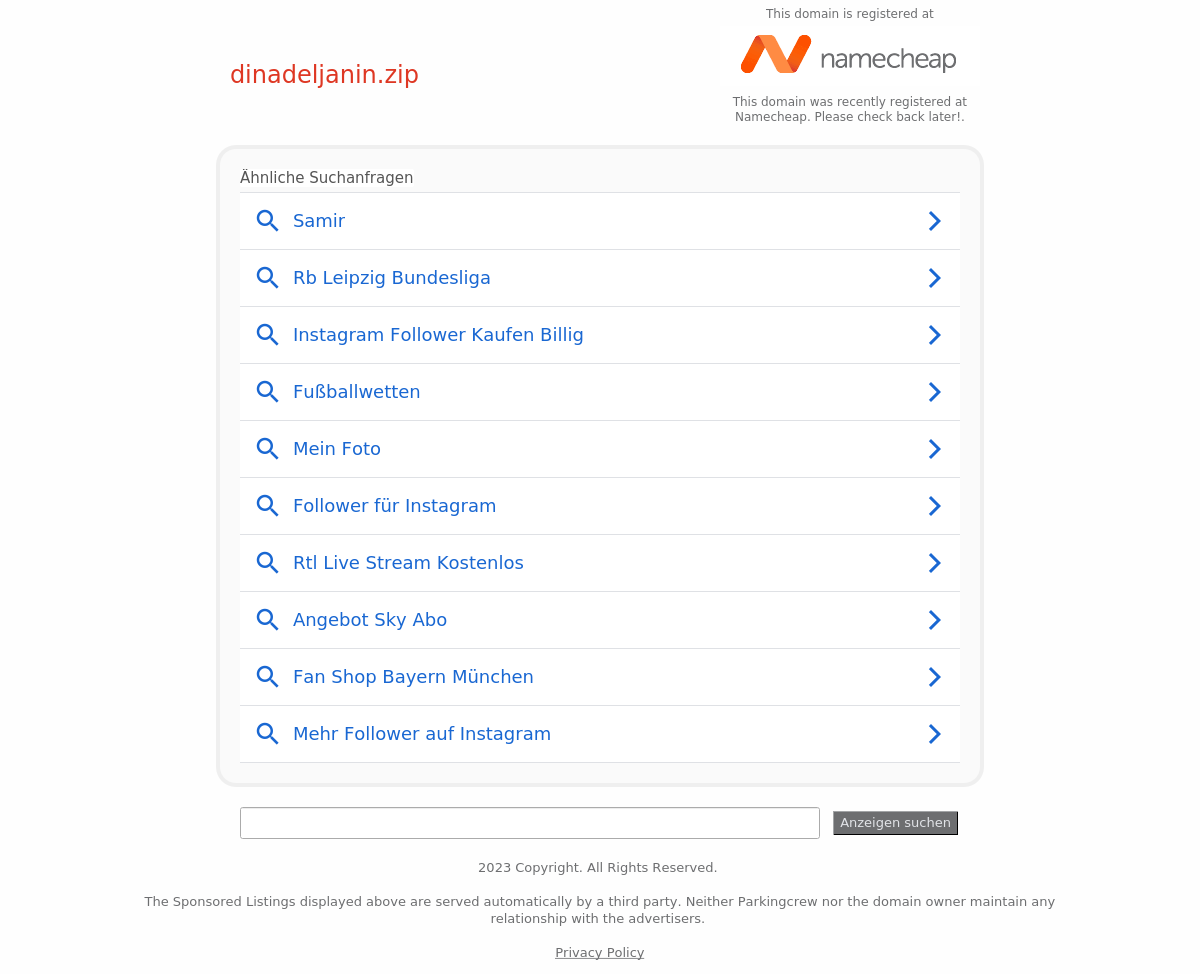 This domain is registered at
namecheap
dinadeljanin.zip
This domain was recently registered at
Namecheap. Please check back later!.
Ähnliche Suchanfragen
Samir
Rb Leipzig Bundesliga
Instagram Follower Kaufen Billig
Fußballwetten
Mein Foto
Follower für Instagram
Rtl Live Stream Kostenlos
Angebot Sky Abo
Fan Shop Bayern München
Mehr Follower auf Instagram
Anzeigen suchen
2023 Copyright. All Rights Reserved.
The Sponsored Listings displayed above are served automatically by a third party. Neither Parkingcrew nor the domain owner maintain any
relationship with the advertisers.
Privacy Policy